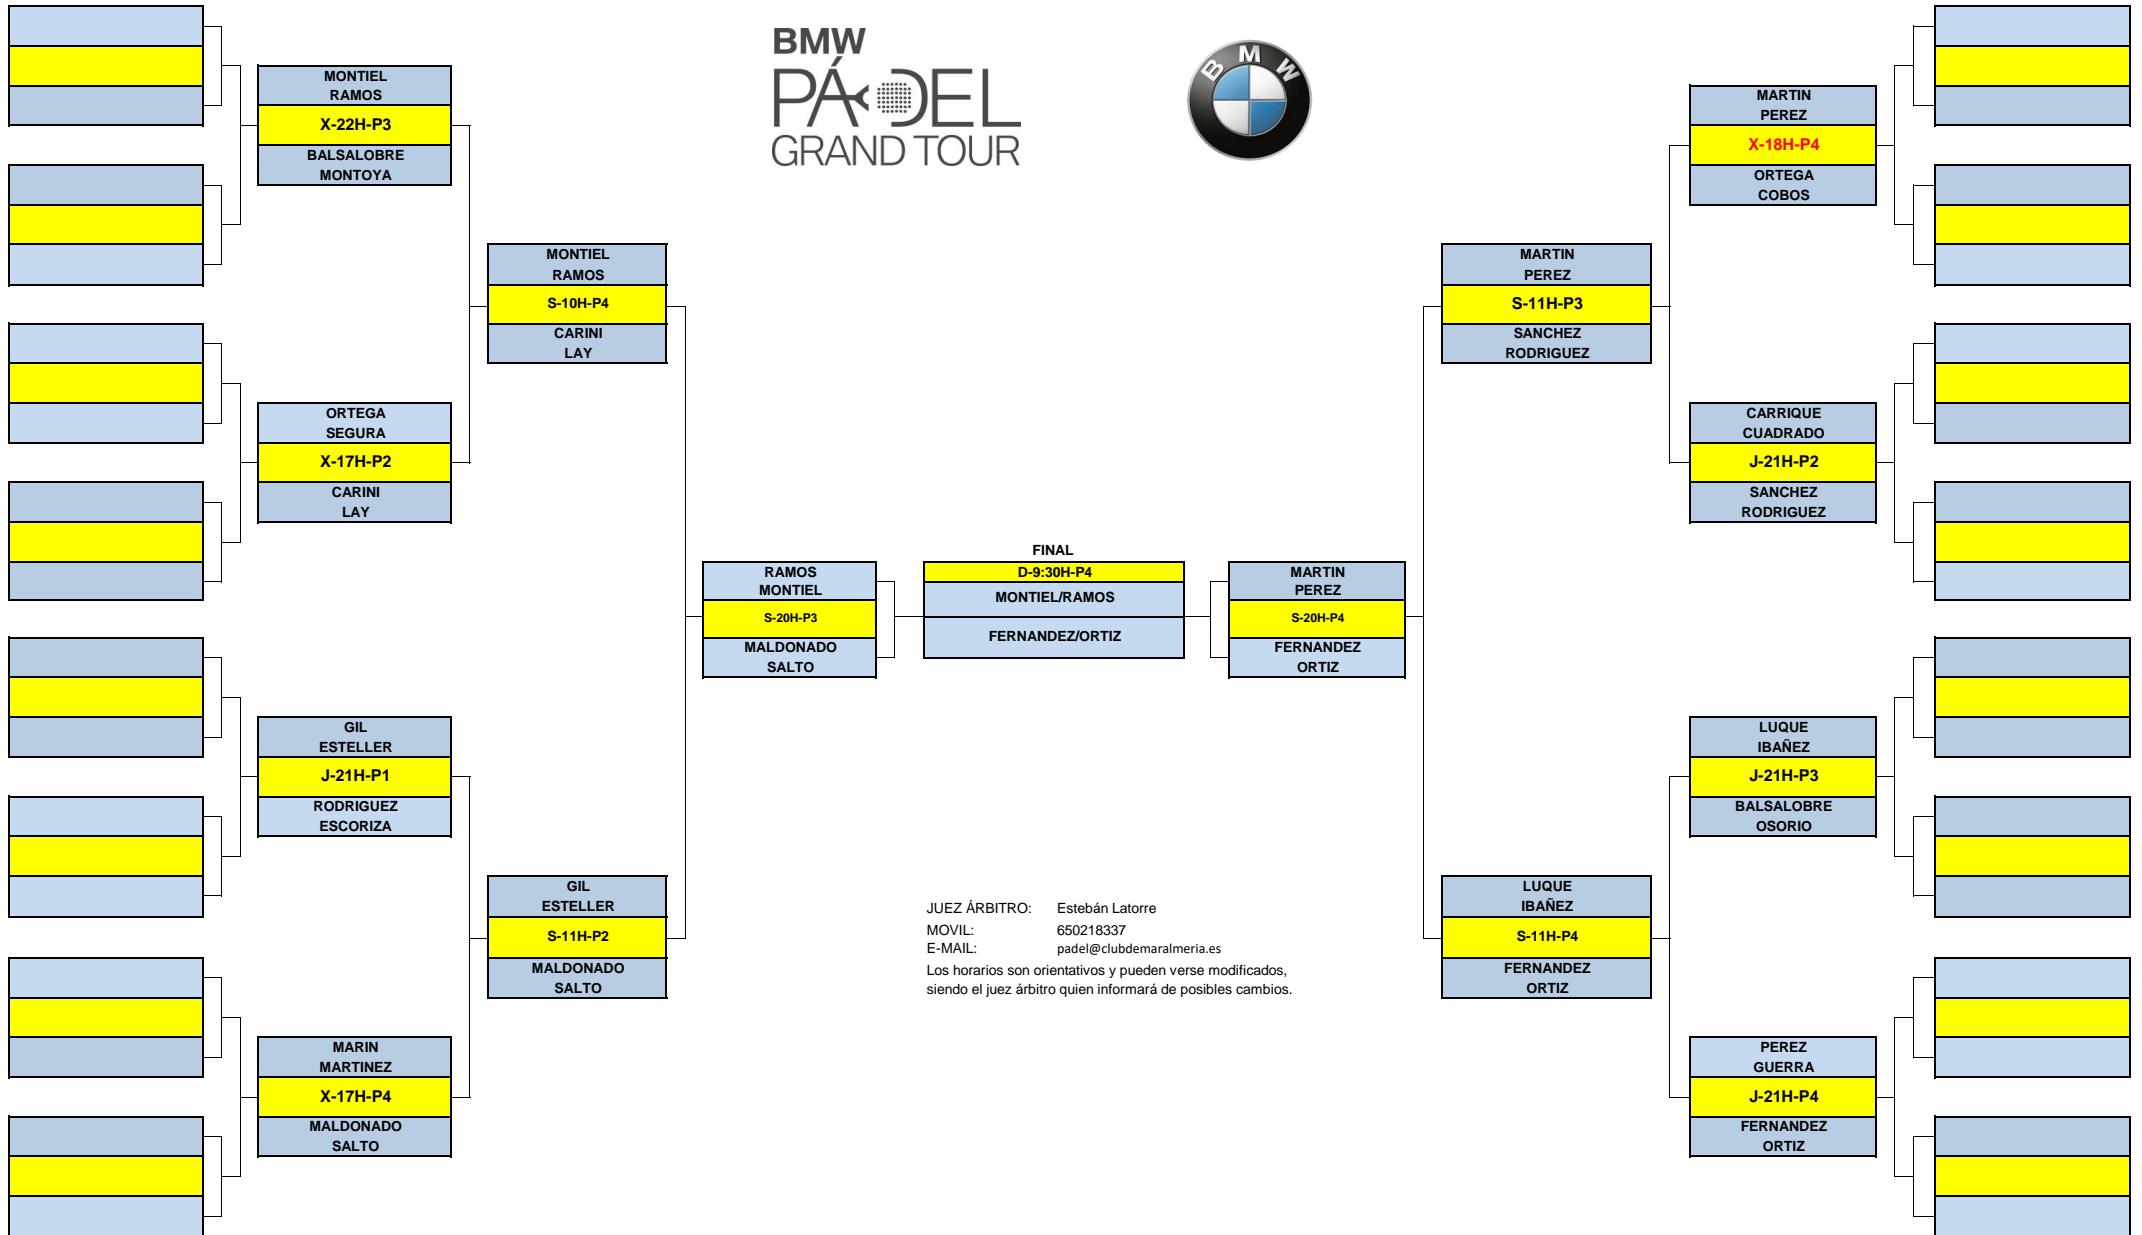 BMW
PÁDEL
GRAND TOUR
BMW
MONTIEL
RAMOS
X-22H-P3
BALSALOBRE
MONTOYA
ORTEGA
SEGURA
X-17H-P2
CARINI
LAY
GIL
ESTELLER
J-21H-P1
RODRIGUEZ
ESCORIZA
MARIN
MARTINEZ
X-17H-P4
MALDONADO
SALTO
MONTIEL
RAMOS
S-10H-P4
CARINI
LAY
GIL
ESTELLER
S-11H-P2
MALDONADO
SALTO
RAMOS
MONTIEL
S-20H-P3
MALDONADO
SALTO
FINAL
D-9:30H-P4
MONTIEL/RAMOS
FERNANDEZ/ORTIZ
MARTIN
PEREZ
S-20H-P4
FERNANDEZ
ORTIZ
MARTIN
PEREZ
S-11H-P3
SANCHEZ
RODRIGUEZ
LUQUE
IBAÑEZ
S-11H-P4
FERNANDEZ
ORTIZ
MARTIN
PEREZ
X-18H-P4
ORTEGA
COBOS
CARRIQUE
CUADRADO
J-21H-P2
SANCHEZ
RODRIGUEZ
LUQUE
IBAÑEZ
J-21H-P3
BALSALOBRE
OSORIO
PEREZ
GUERRA
J-21H-P4
FERNANDEZ
ORTIZ
JUEZ ÁRBITRO: Estebán Latorre
MOVIL: 650218337
E-MAIL: padel@clubdemaralmeria.es
Los horarios son orientativos y pueden verse modificados,
siendo el juez árbitro quien informará de posibles cambios.